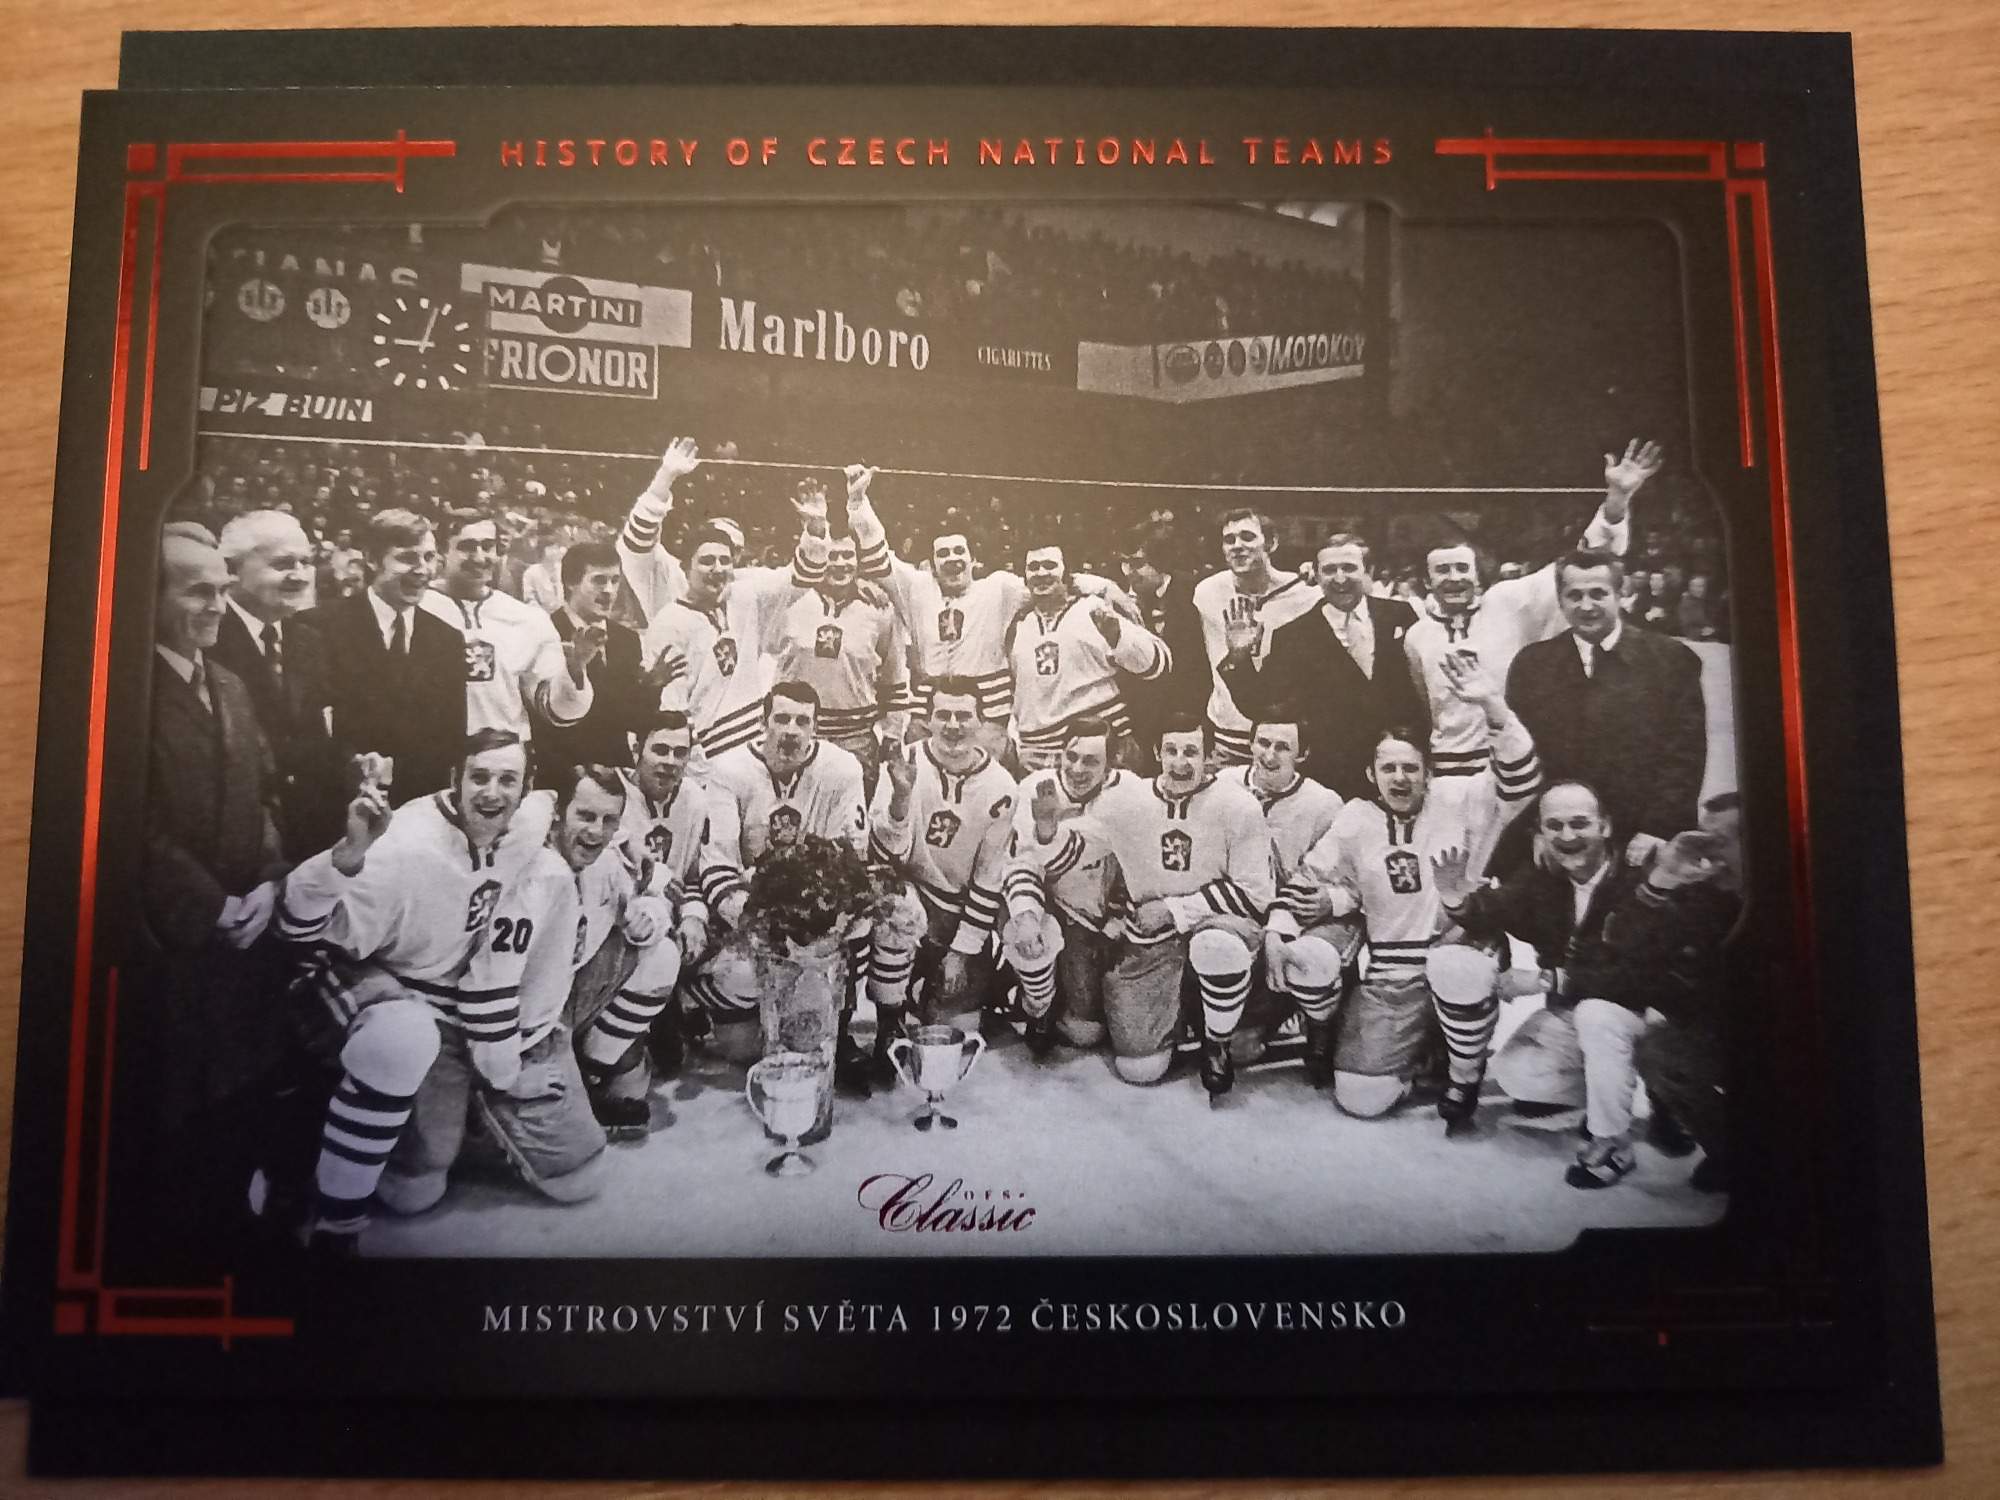 HISTORY OF CZECH NATIONAL TEAMS
MARTINI
FRIONOR
Marlboro
CIGARETTES
MOTOKOV
PIZ BUIN
C
20
OFS
Classic
MISTROVSTVÍ SVĚTA 1972 ČESKOSLOVENSKO